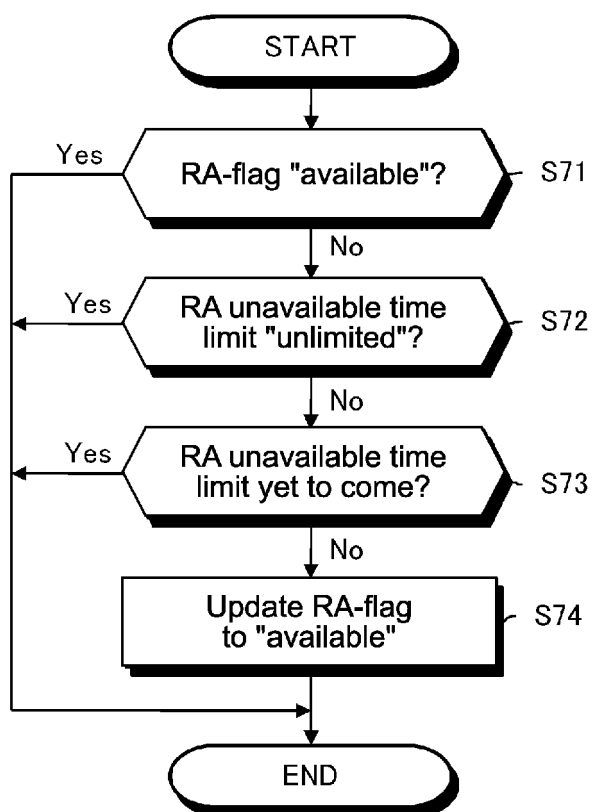 START
Yes
RA-flag "available"?
S71
No
Yes
RA unavailable time
limit "unlimited"?
S72
No
Yes
RA unavailable time
limit yet to come?
S73
No
Update RA-flag
to "available"
S74
END